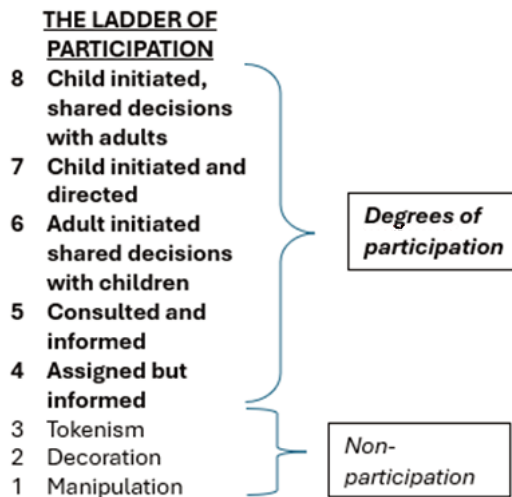 THE LADDER OF
PARTICIPATION
8 Child initiated,
shared decisions
with adults
7 Child initiated and
directed
6 Adult initiated
shared decisions
with children
5 Consulted and
informed
4 Assigned but
informed
3 Tokenism
2 Decoration
1 Manipulation
Degrees of
participation
Non-
participation